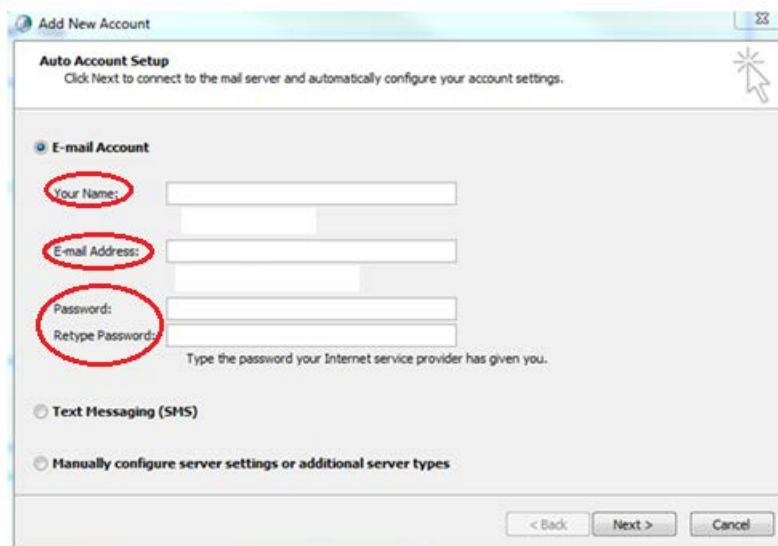 Add New Account
Auto Account Setup
Click Next to connect to the mail server and automatically configure your account settings.
E-mail Account
Your Name:
E-mail Address:
Password:
Retype Password:
Type the password your Internet service provider has given you.
Text Messaging (SMS)
Manually configure server settings or additional server types
< Back Next > Cancel